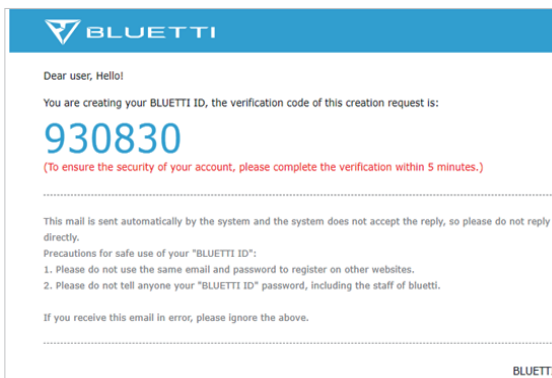 BLUETTI
Dear user, Hello!
You are creating your BLUETTI ID, the verification code of this creation request is:
930830
(To ensure the security of your account, please complete the verification within 5 minutes.)
This mail is sent automatically by the system and the system does not accept the reply, so please do not reply
directly.
Precautions for safe use of your "BLUETTI ID":
1. Please do not use the same email and password to register on other websites.
2. Please do not tell anyone your "BLUETTI ID" password, including the staff of bluetti.
If you receive this email in error, please ignore the above.
BLUETTI